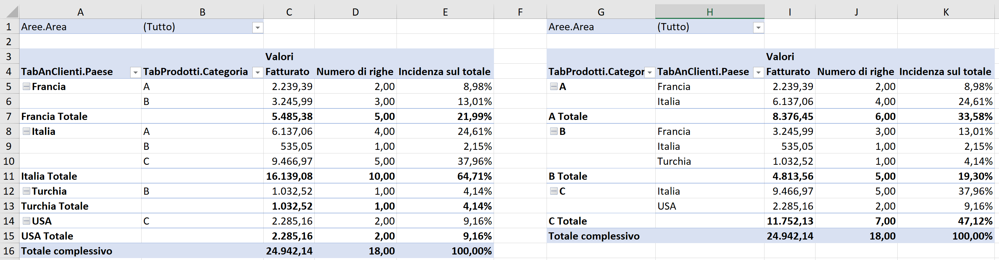 A B C D E F G H I J K
1 Aree.Area (Tutto) Aree.Area (Tutto)
2
3 Valori Valori
4 TabAnClienti.Paese TabProdotti.Categoria Fatturato Numero di righe Incidenza sul totale TabProdotti.Categor TabAnClienti.Paese Fatturato Numero di righe Incidenza sul totale
5 Francia A 2.239,39 2,00 8,98% A Francia 2.239,39 2,00 8,98%
6 B 3.245,99 3,00 13,01% Italia 6.137,06 4,00 24,61%
7 Francia Totale 5.485,38 5,00 21,99% A Totale 8.376,45 6,00 33,58%
8 Italia A 6.137,06 4,00 24,61% B Francia 3.245,99 3,00 13,01%
9 B 535,05 1,00 2,15% Italia 535,05 1,00 2,15%
10 C 9.466,97 5,00 37,96% Turchia 1.032,52 1,00 4,14%
11 Italia Totale 16.139,08 10,00 64,71% B Totale 4.813,56 5,00 19,30%
12 Turchia B 1.032,52 1,00 4,14% C Italia 9.466,97 5,00 37,96%
13 Turchia Totale 1.032,52 1,00 4,14% USA 2.285,16 2,00 9,16%
14 USA C 2.285,16 2,00 9,16% C Totale 11.752,13 7,00 47,12%
15 USA Totale 2.285,16 2,00 9,16% Totale complessivo 24.942,14 18,00 100,00%
16 Totale complessivo 24.942,14 18,00 100,00%